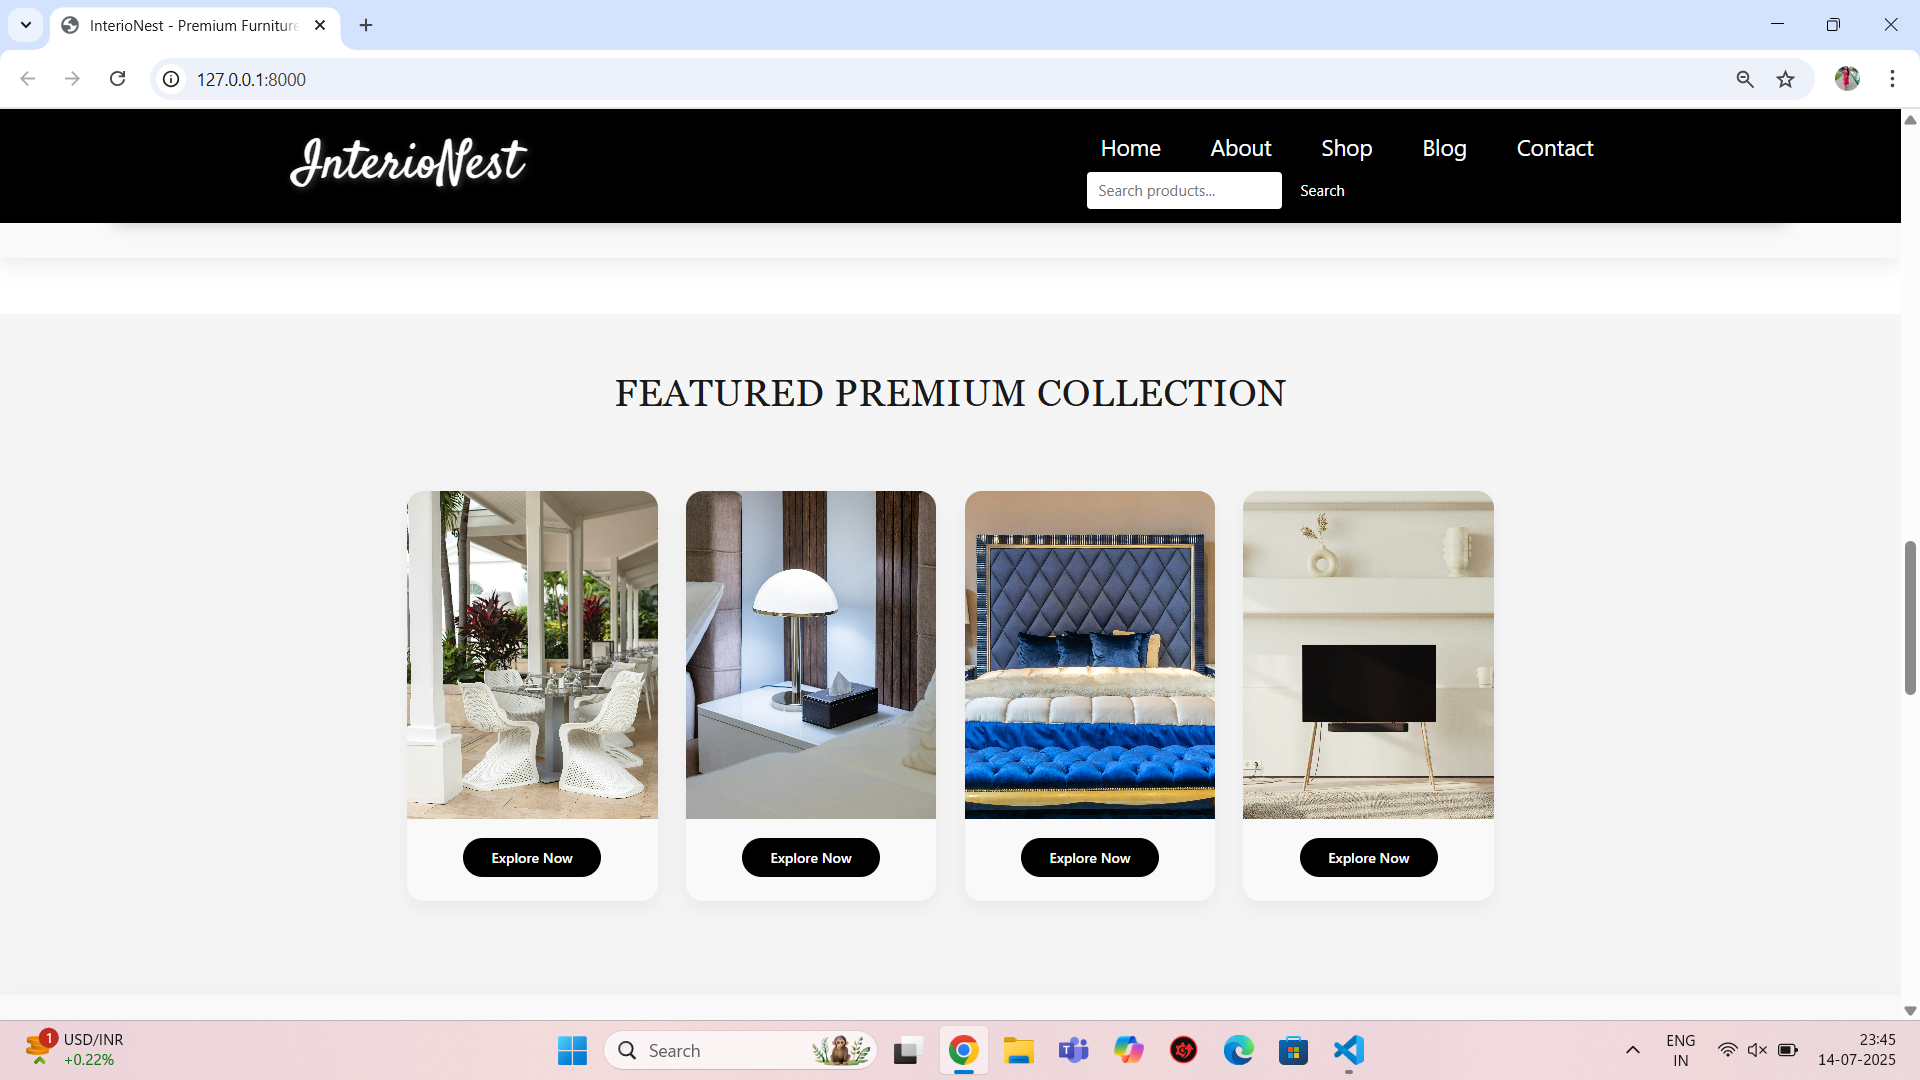 InterioNest - Premium Furniture
127.0.0.1:8000
InterioNest
Home About Shop Blog Contact
Search products... Search
FEATURED PREMIUM COLLECTION
Explore Now Explore Now Explore Now Explore Now
1 USD/INR
+0.22%
Search
ENG
IN
23:45
14-07-2025